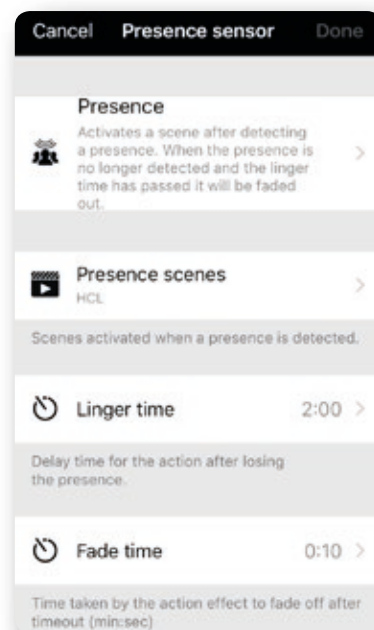 Cancel Presence sensor Done
Presence
Activates a scene after detecting
a presence. When the presence is
no longer detected and the linger
time has passed it will be faded
out.
Presence scenes
HCL
Scenes activated when a presence is detected.
Linger time 2:00
Delay time for the action after losing
the presence.
Fade time 0:10
Time taken by the action effect to fade off after
timeout (min:sec)